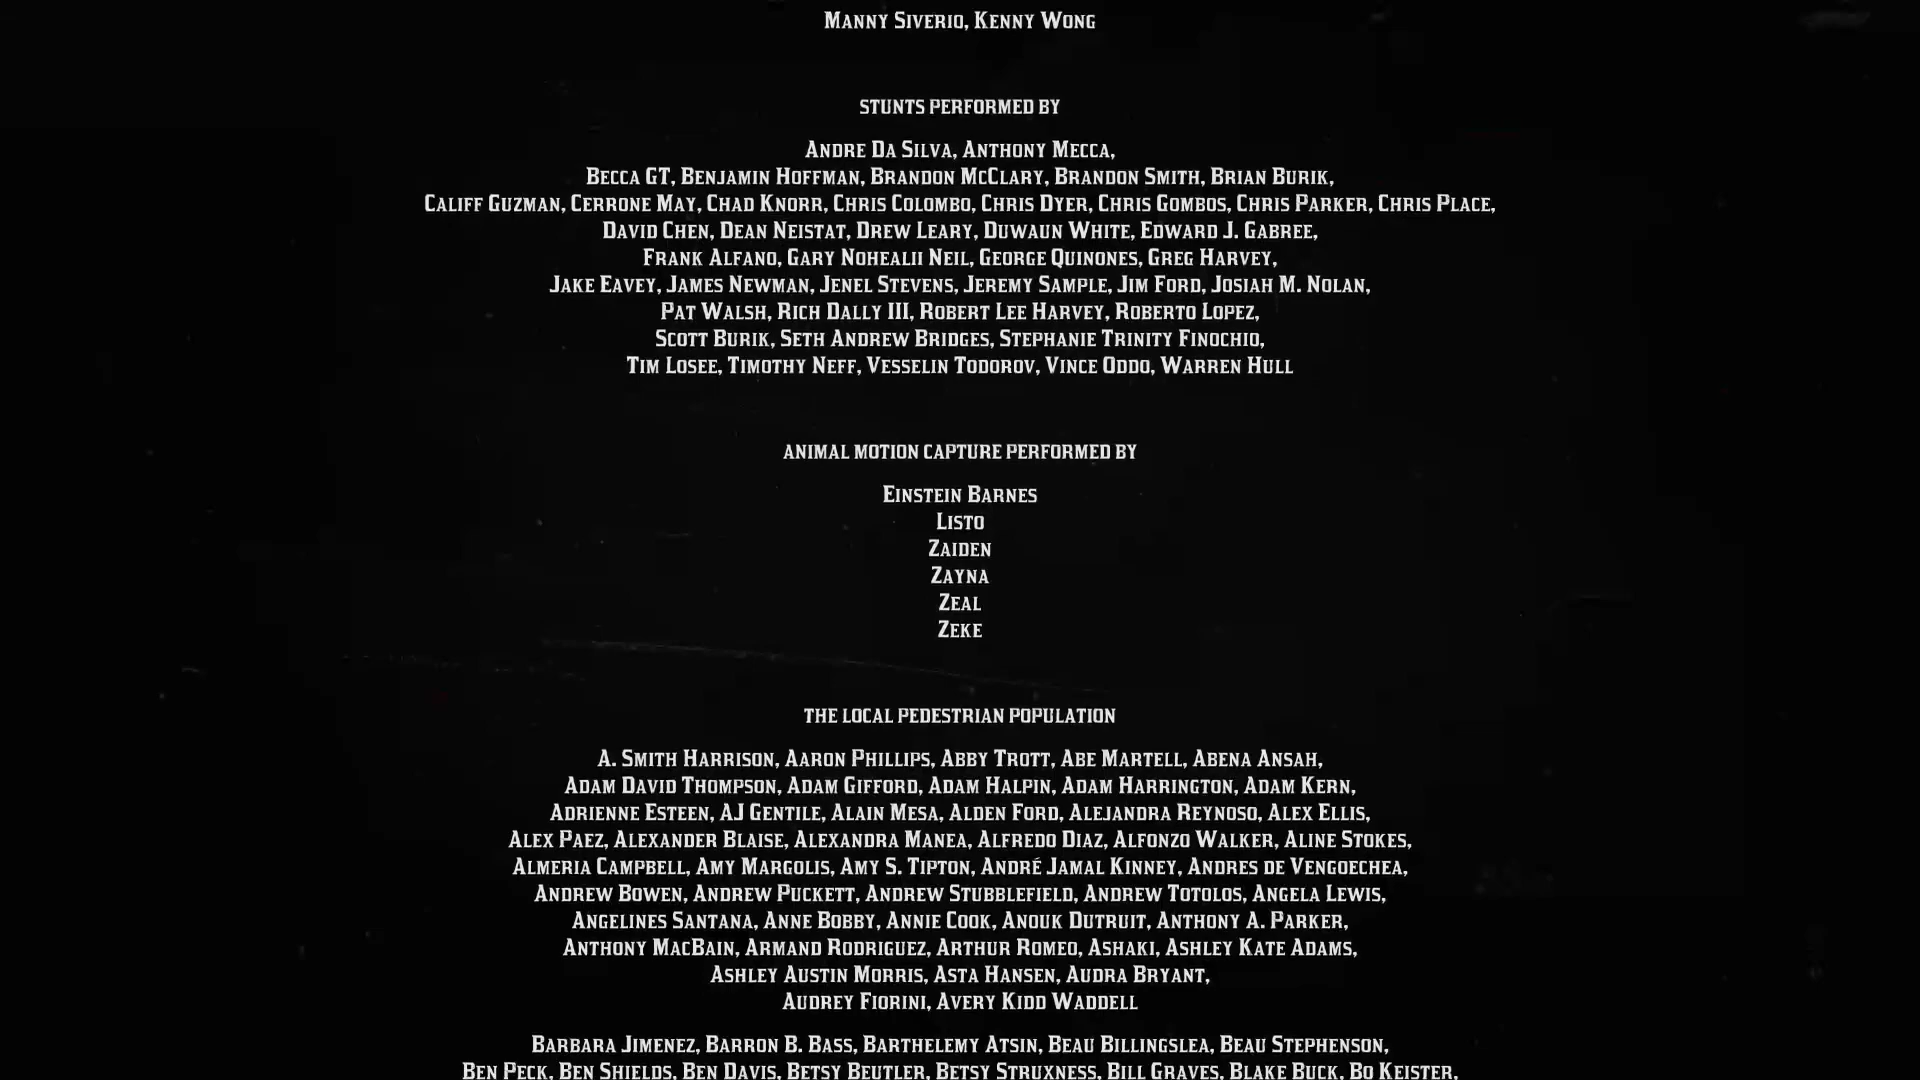 Manny Siverio, Kenny Wong
STUNTS PERFORMED BY
Andre Da Silva, Anthony Mecca,
Becca GT, Benjamin Hoffman, Brandon McClary, Brandon Smith, Brian Burik,
Califf Guzman, Cerrone May, Chad Knorr, Chris Colombo, Chris Dyer, Chris Gombos, Chris Parker, Chris Place,
David Chen, Dean Neistat, Drew Leary, Duwaun White, Edward J. Gabree,
Frank Alfano, Gary Nohealii Neil, George Quinones, Greg Harvey,
Jake Eavey, James Newman, Jenel Stevens, Jeremy Sample, Jim Ford, Josiah M. Nolan,
Pat Walsh, Rich Dally III, Robert Lee Harvey, Roberto Lopez,
Scott Burik, Seth Andrew Bridges, Stephanie Trinity Finochio,
Tim Losee, Timothy Neff, Vesselin Todorov, Vince Oddo, Warren Hull
ANIMAL MOTION CAPTURE PERFORMED BY
Einstein Barnes
Listo
Zaiden
Zayna
Zeal
Zeke
THE LOCAL PEDESTRIAN POPULATION
A. Smith Harrison, Aaron Phillips, Abby Trott, Abe Martell, Abena Ansah,
Adam David Thompson, Adam Gifford, Adam Halpin, Adam Harrington, Adam Kern,
Adrienne Esteen, AJ Gentile, Alain Mesa, Alden Ford, Alejandra Reynoso, Alex Ellis,
Alex Paez, Alexander Blaise, Alexandra Manea, Alfredo Diaz, Alfonzo Walker, Aline Stokes,
Almeria Campbell, Amy Margolis, Amy S. Tipton, André Jamal Kinney, Andres de Vengoechea,
Andrew Bowen, Andrew Puckett, Andrew Stubblefield, Andrew Totolos, Angela Lewis,
Angelines Santana, Anne Bobby, Annie Cook, Anouk Dutruit, Anthony A. Parker,
Anthony MacBain, Armand Rodriguez, Arthur Romeo, Ashaki, Ashley Kate Adams,
Ashley Austin Morris, Asta Hansen, Audra Bryant,
Audrey Fiorini, Avery Kidd Waddell
Barbara Jimenez, Barron B. Bass, Barthelemy Atsin, Beau Billingslea, Beau Stephenson,
Ben Peck, Ben Shields, Ben Davis, Betsy Beutler, Betsy Struxness, Bill Graves, Blake Buck, Bo Keister,